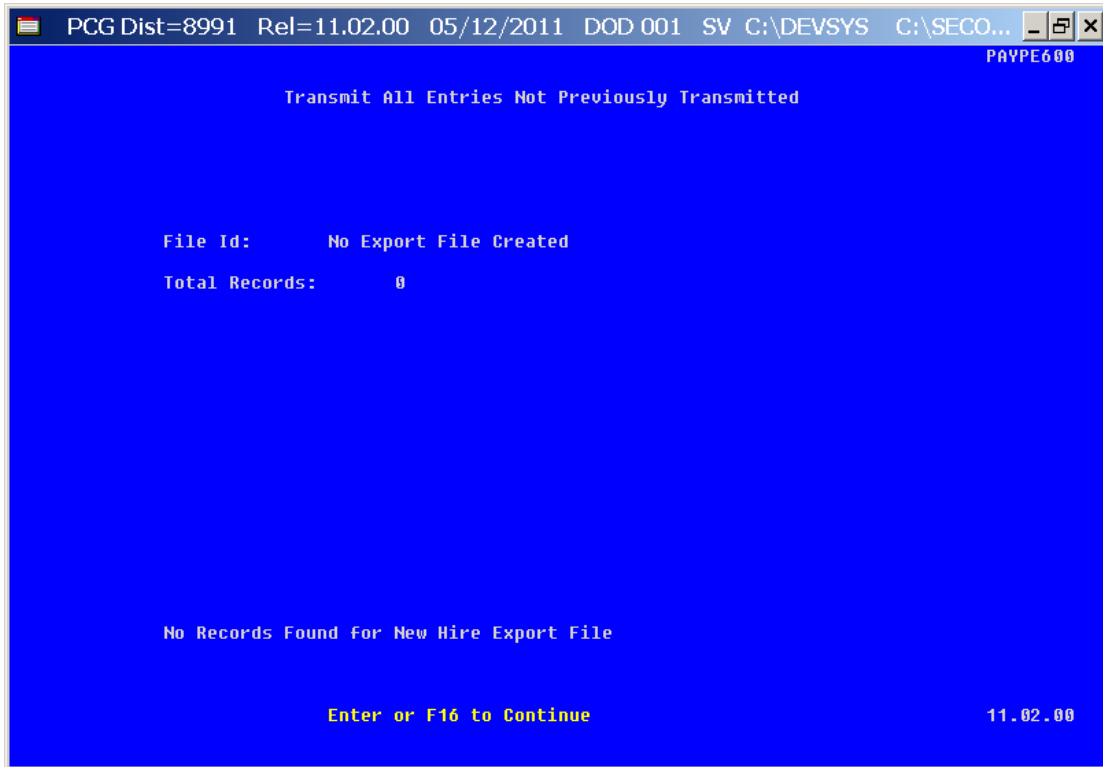 PCG Dist=8991 Rel=11.02.00 05/12/2011 DOD 001 SV C:\DEVSYS C:\SECO...
PAYPE600
Transmit All Entries Not Previously Transmitted
File Id: No Export File Created
Total Records: 0
No Records Found for New Hire Export File
Enter or F16 to Continue 11.02.00